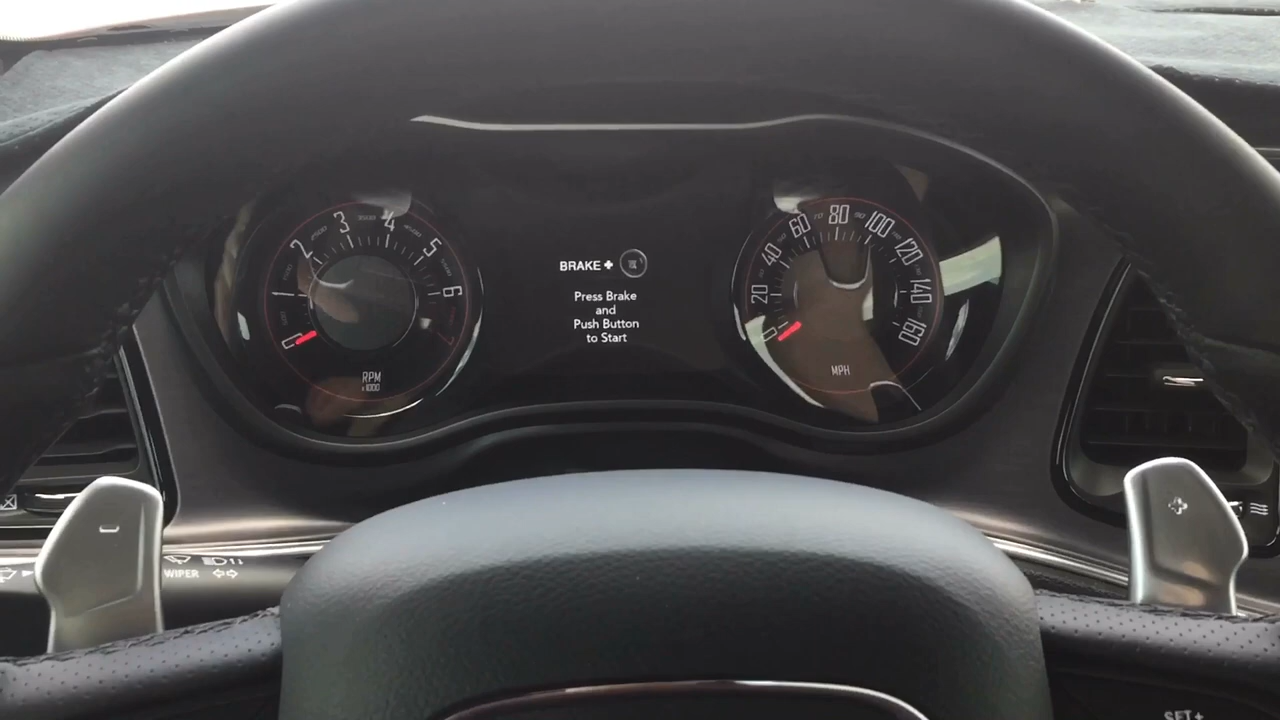 0
1
2
3
4
5
6
7
RPM
x1000
BRAKE+
Press Brake
and
Push Button
to Start
0
20
40
60
80
100
120
140
160
MPH
-
+
WIPER
SET+